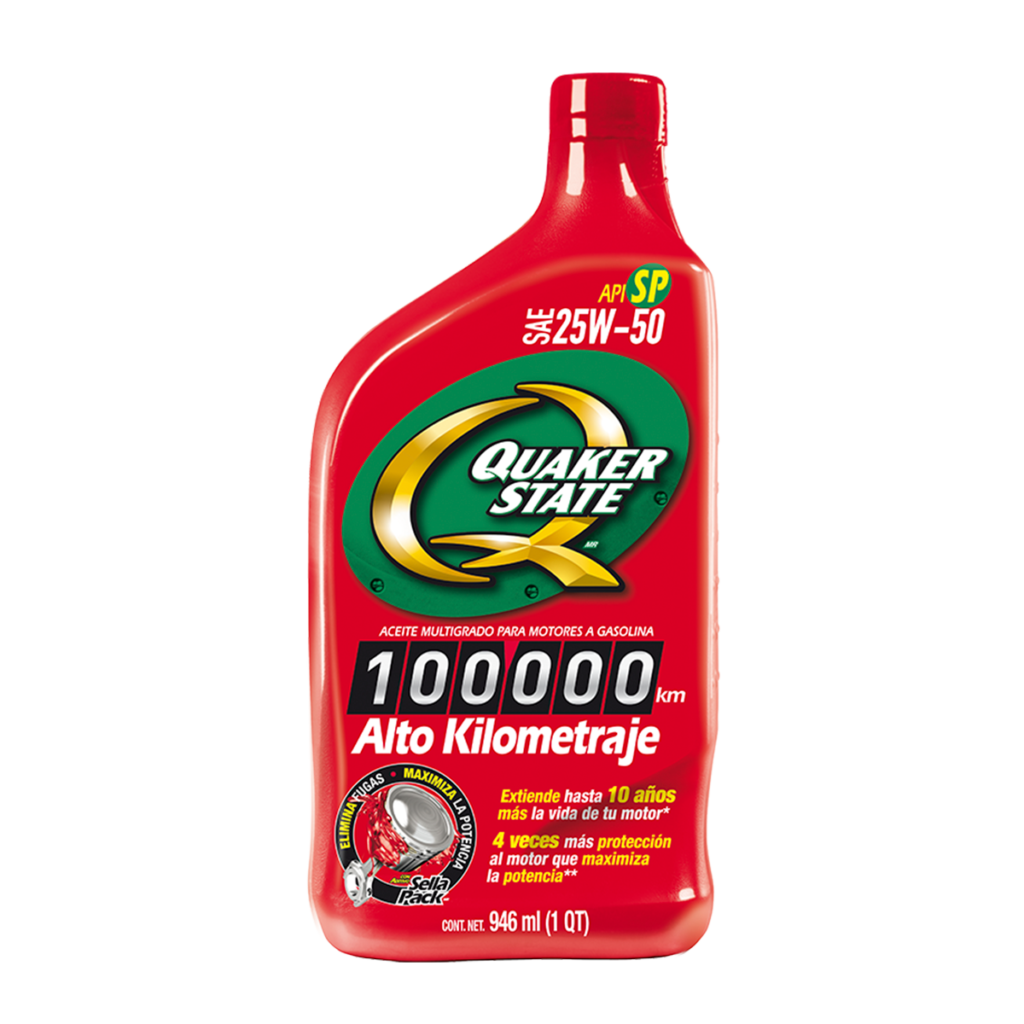 API SP
SAE 25W-50
QUAKER
STATE
MR
ACEITE MULTIGRADO PARA MOTORES A GASOLINA
100000 km
Alto Kilometraje
ELIMINA FUGAS • MAXIMIZA LA POTENCIA
Sella
Pack
Extiende hasta 10 años
más la vida de tu motor*
4 veces más protección
al motor que maximiza
la potencia**
CONT. NET. 946 ml (1 QT)